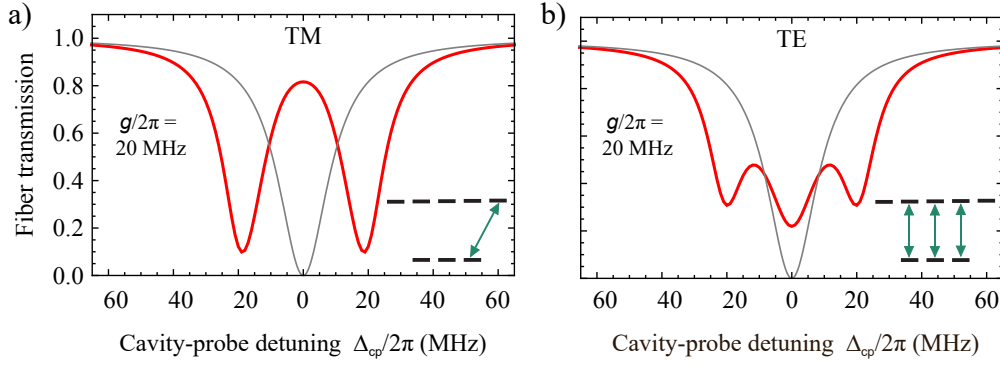 a)
TM
1.0
0.8
0.6
0.4
0.2
0.0
Fiber transmission
g/2π =
20 MHz
60 40 20 0 20 40 60
Cavity-probe detuning Δcp/2π (MHz)
b)
TE
g/2π =
20 MHz
60 40 20 0 20 40 60
Cavity-probe detuning Δcp/2π (MHz)